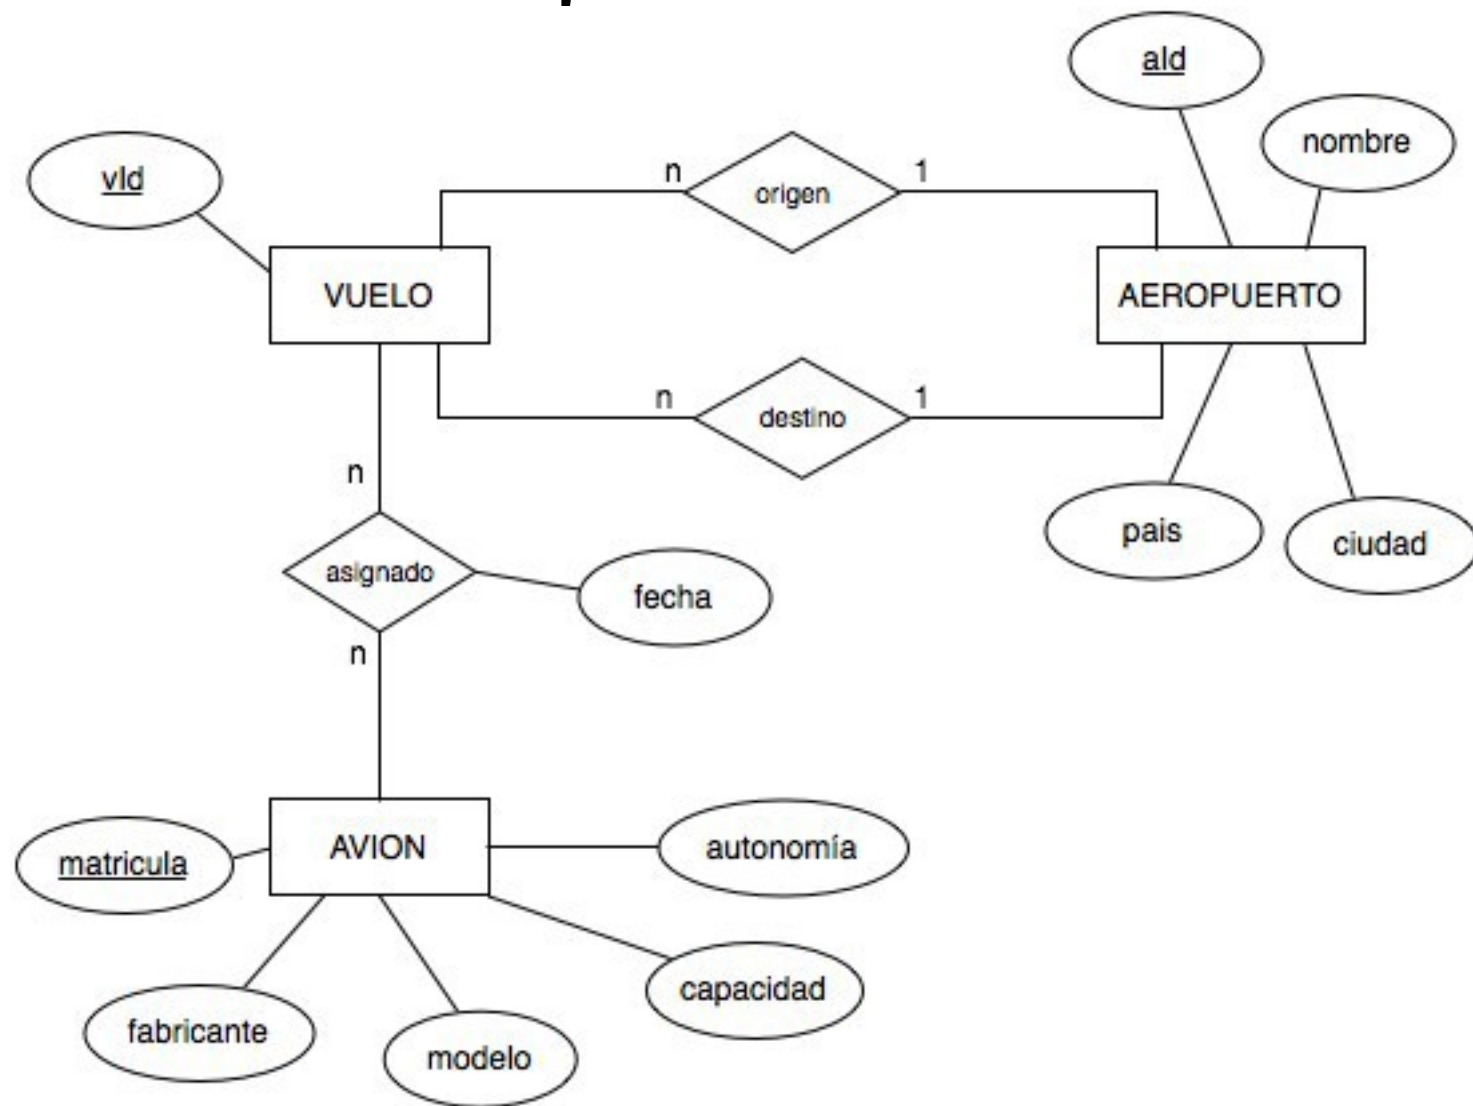 aId
nombre
vId
n
origen
1
VUELO
AEROPUERTO
n
destino
1
n
pais
ciudad
asignado
fecha
n
matricula
AVION
autonomía
capacidad
fabricante
modelo